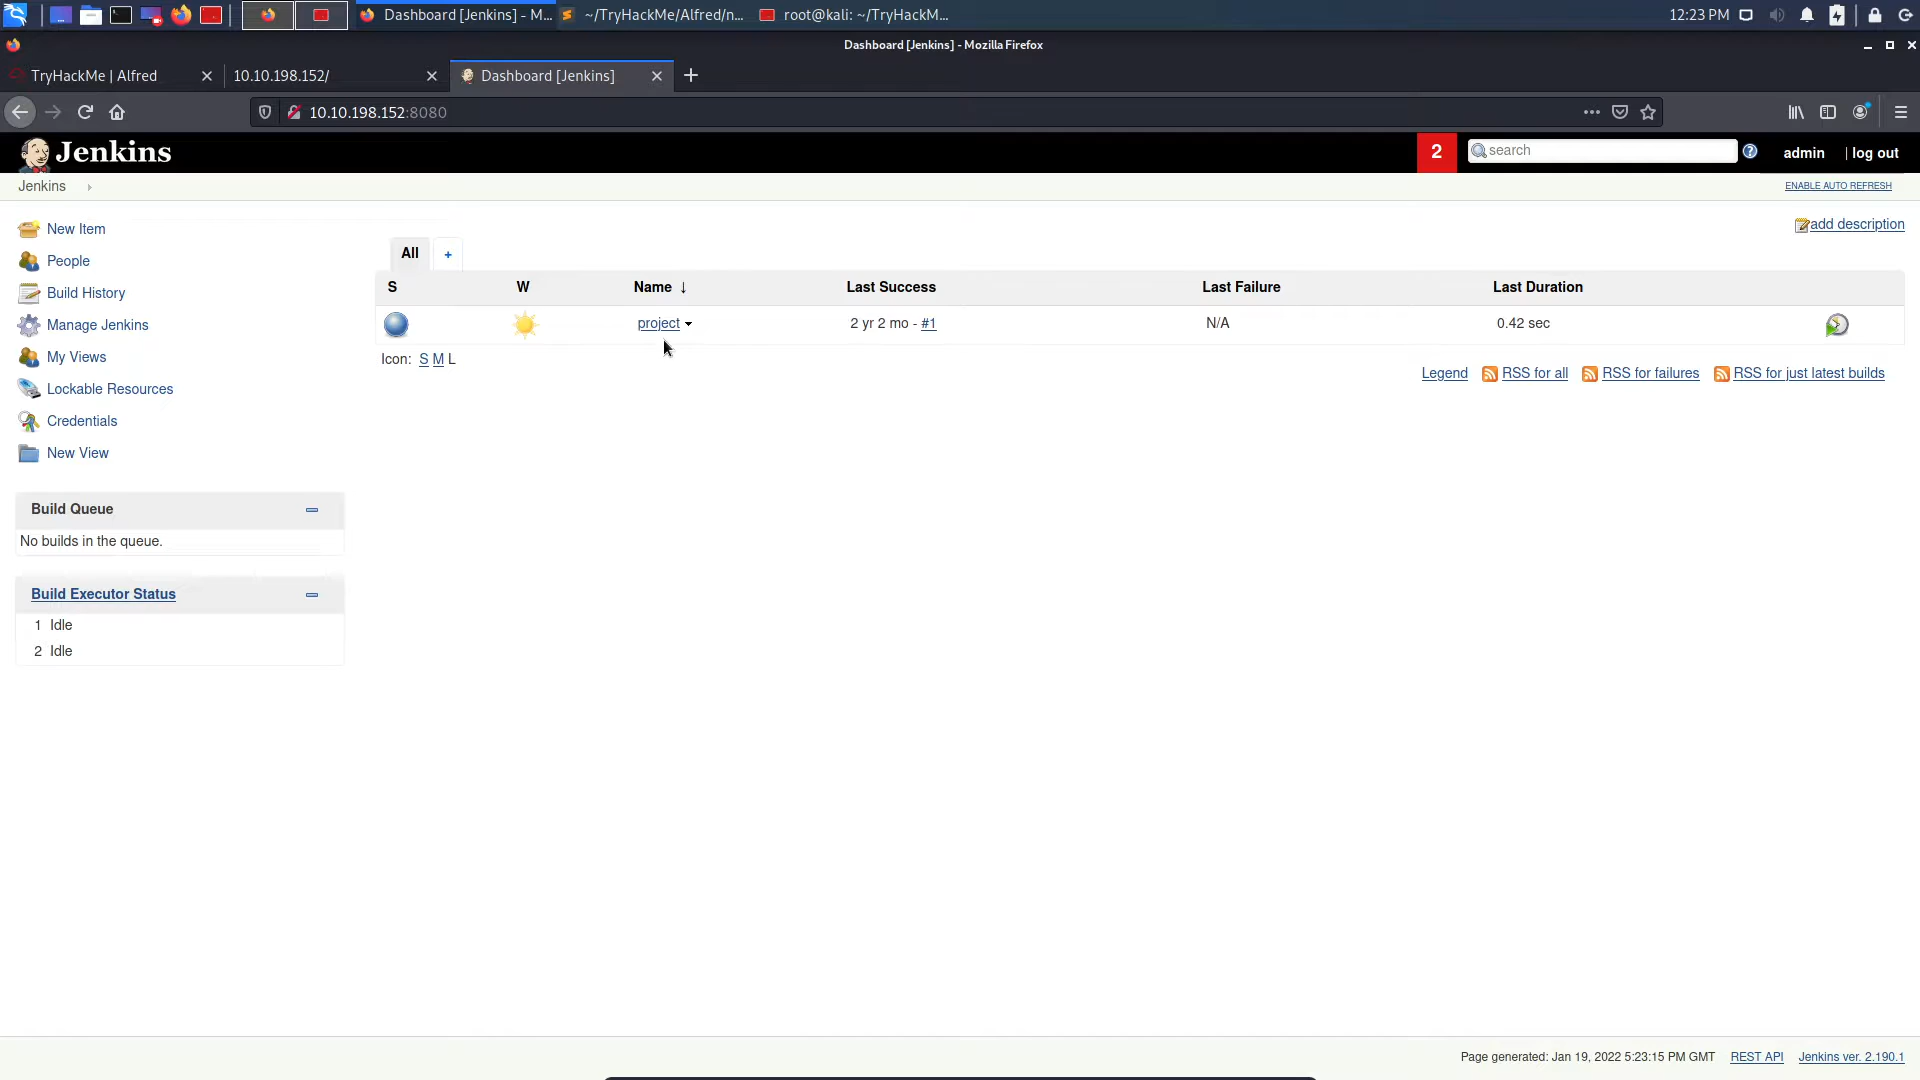 Dashboard [Jenkins] - M...
~/TryHackMe/Alfred/n...
root@kali: ~/TryHackM...
12:23 PM
Dashboard [Jenkins] - Mozilla Firefox
TryHackMe | Alfred
10.10.198.152/
Dashboard [Jenkins]
10.10.198.152:8080
Jenkins
2
search
admin
| log out
Jenkins
ENABLE AUTO REFRESH
New Item
People
Build History
Manage Jenkins
My Views
Lockable Resources
Credentials
New View
Build Queue
No builds in the queue.
Build Executor Status
1 Idle
2 Idle
add description
All +
S W Name ↓ Last Success Last Failure Last Duration
project 2 yr 2 mo - #1 N/A 0.42 sec
Icon: S M L
Legend RSS for all RSS for failures RSS for just latest builds
Page generated: Jan 19, 2022 5:23:15 PM GMT REST API Jenkins ver. 2.190.1